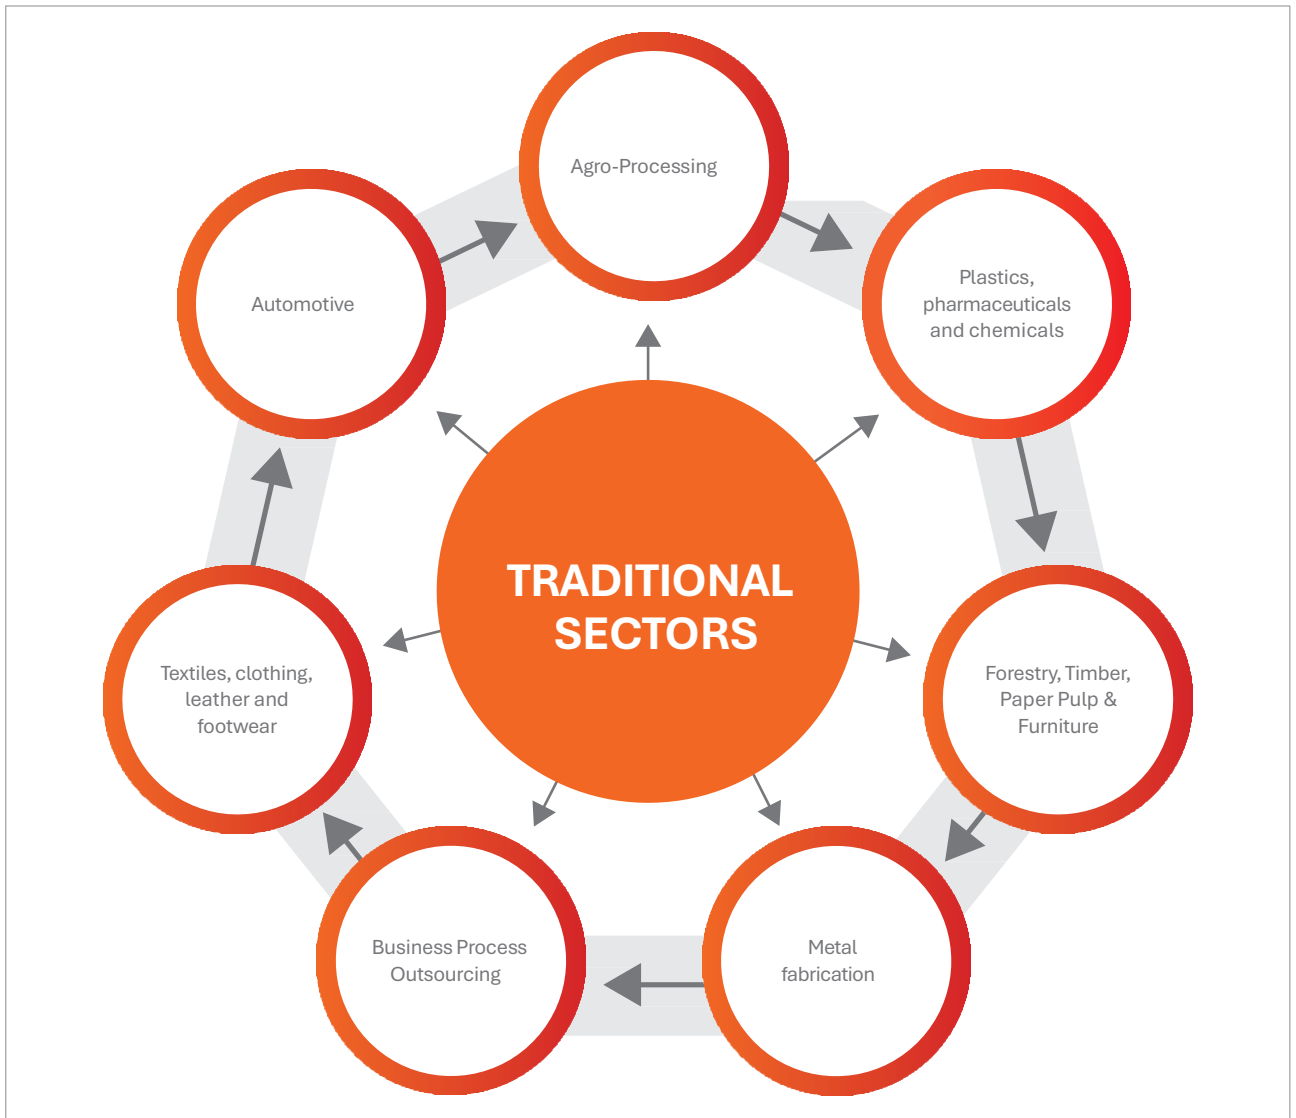 Agro-Processing
Plastics,
pharmaceuticals
and chemicals
Automotive
TRADITIONAL
SECTORS
Forestry, Timber,
Paper Pulp &
Furniture
Textiles, clothing,
leather and
footwear
Metal
fabrication
Business Process
Outsourcing